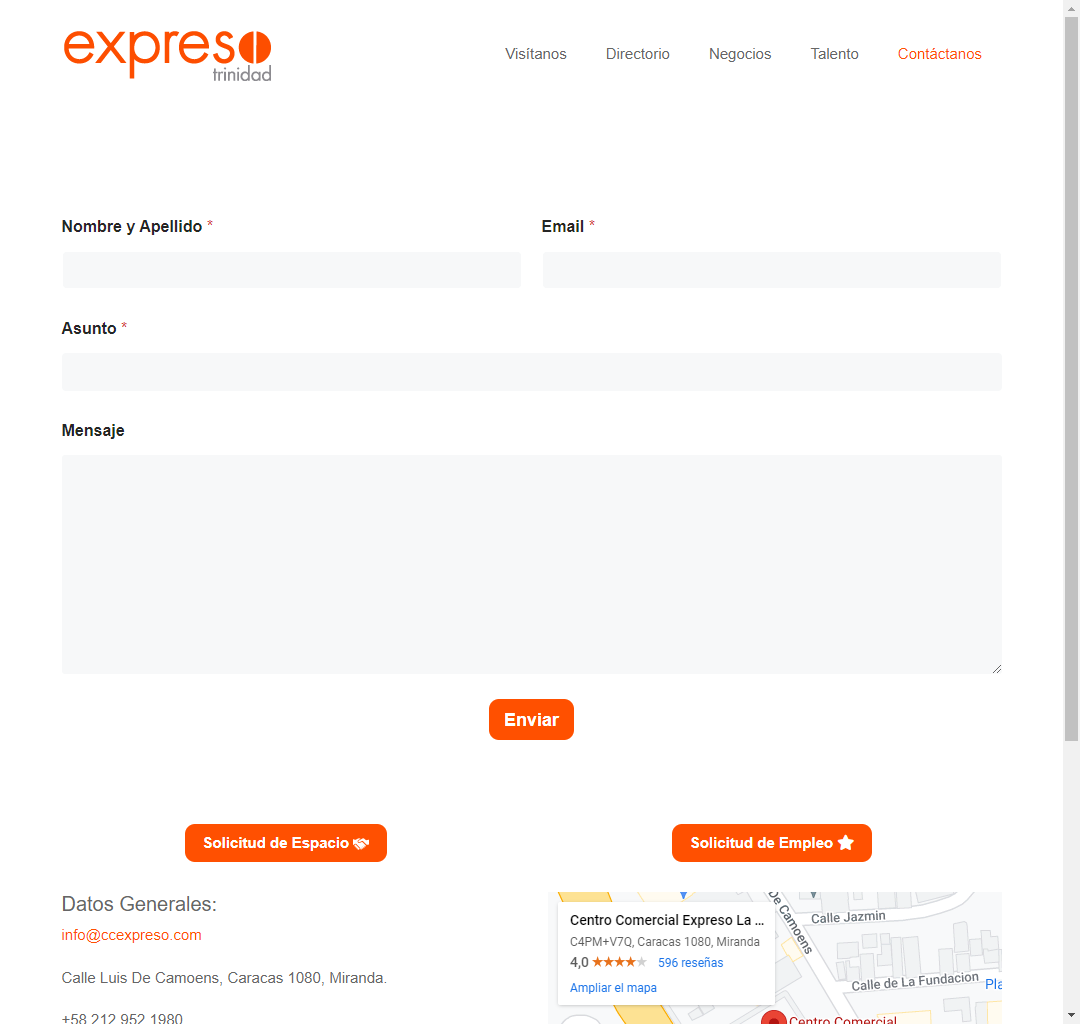 expreso
trinidad
Visítanos Directorio Negocios Talento Contáctanos
Nombre y Apellido * Email *
Asunto *
Mensaje
Enviar
Solicitud de Espacio Solicitud de Empleo
Datos Generales:
info@ccexpreso.com
Calle Luis De Camoens, Caracas 1080, Miranda.
+58 212 952 1980
Centro Comercial Expreso La ...
C4PM+V7Q, Caracas 1080, Miranda
4,0 596 reseñas
Ampliar el mapa
De Camoens
Calle Jazmin
Calle de La Fundacion
Pla
Centro Comercial